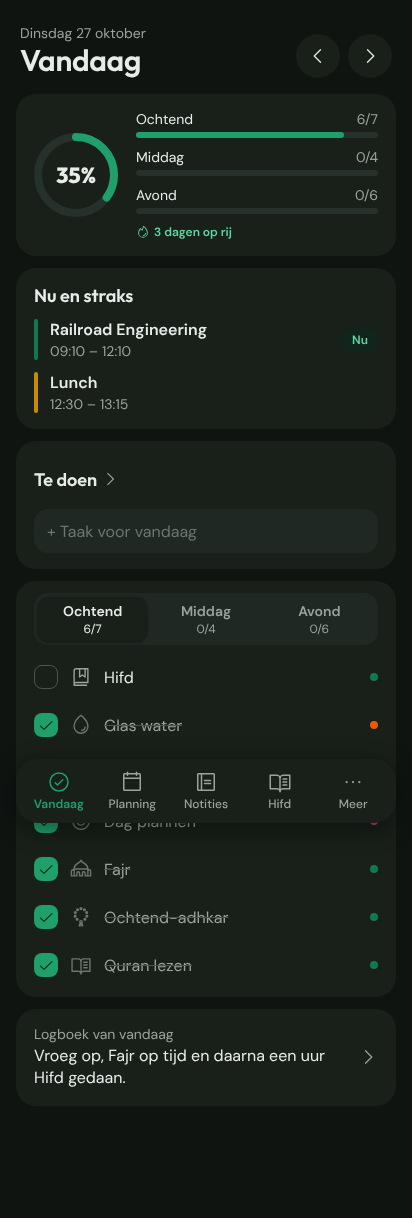 Dinsdag 27 oktober
Vandaag
35%
Ochtend 6/7
Middag 0/4
Avond 0/6
3 dagen op rij
Nu en straks
Railroad Engineering
09:10 – 12:10
Nu
Lunch
12:30 – 13:15
Te doen
+ Taak voor vandaag
Ochtend Middag Avond
6/7 0/4 0/6
Hifd
Glas water
Vandaag Planning Notities Hifd Meer
Dag plannen
Fajr
Ochtend-adhkar
Quran lezen
Logboek van vandaag
Vroeg op, Fajr op tijd en daarna een uur
Hifd gedaan.